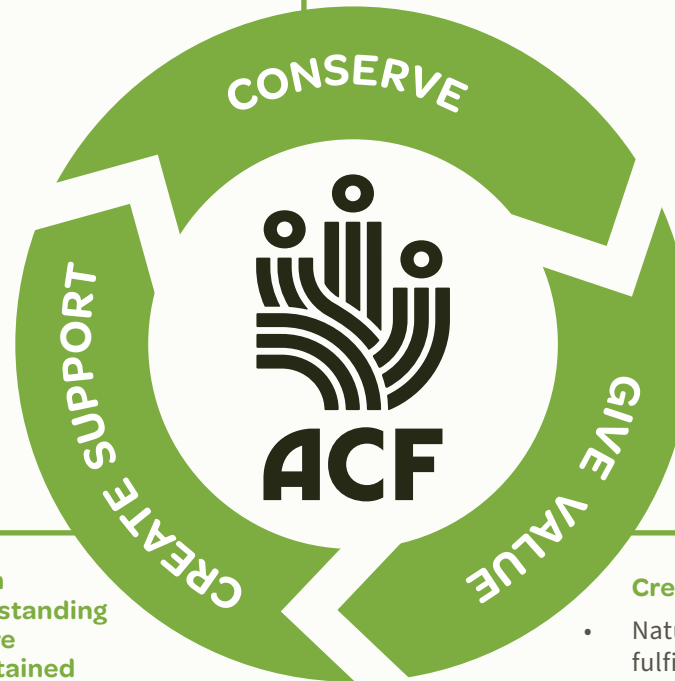 CONSERVE
GIVE VALUE
CREATE SUPPORT
ACF
standing
tained
Cre
• Natu
fulfi